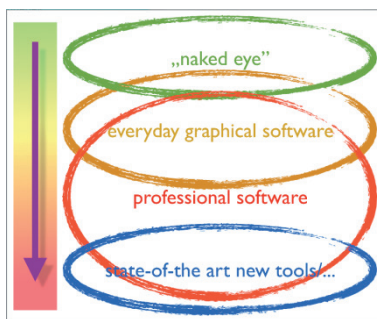 „naked eye”
everyday graphical software
professional software
state-of-the art new tools/...